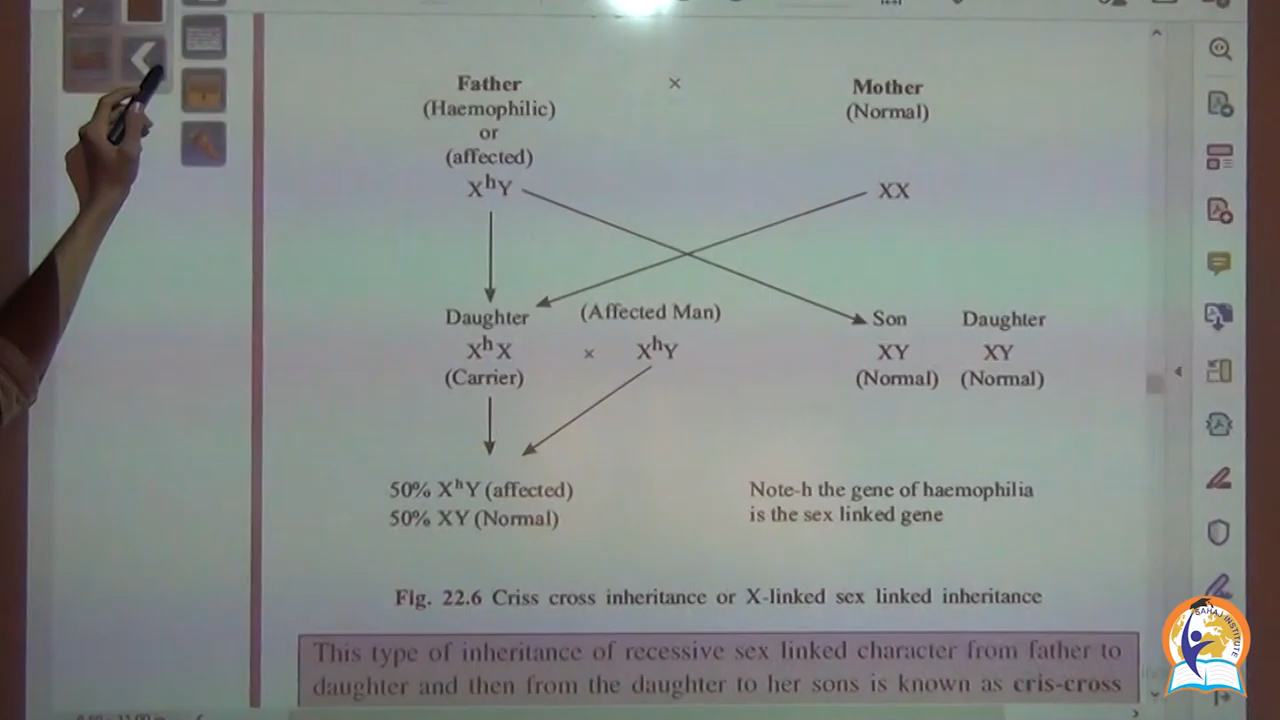 Father × Mother
(Haemophilic) (Normal)
or
(affected)
XʰY XX
Daughter (Affected Man) Son Daughter
XʰX × XʰY XY XY
(Carrier) (Normal) (Normal)
50% XʰY (affected)
50% XY (Normal)
Note-h the gene of haemophilia
is the sex linked gene
Fig. 22.6 Criss cross inheritance or X-linked sex linked inheritance
This type of inheritance of recessive sex linked character from father to
daughter and then from the daughter to her sons is known as cris-cross
SAHAJ INSTITUTE